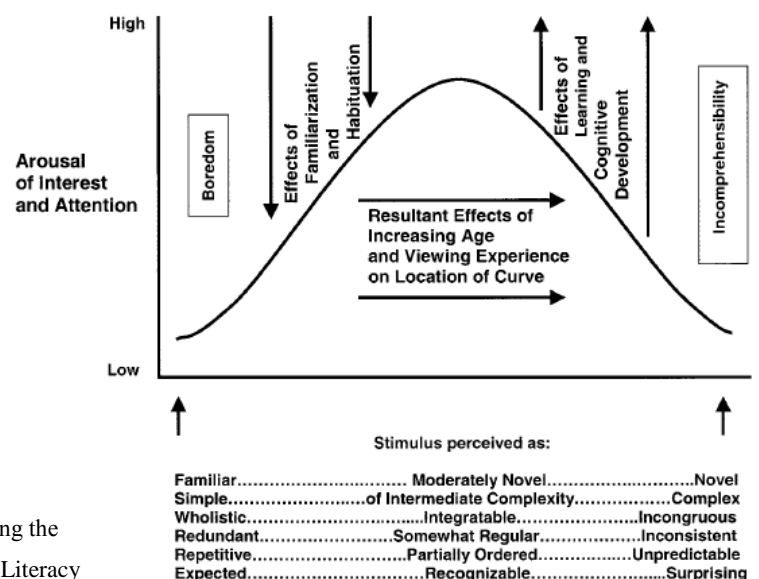 High
Boredom
Effects of
Familiarization
and
Habituation
Effects of
Learning and
Cognitive
Development
Incomprehensibility
Arousal
of Interest
and Attention
Resultant Effects of
Increasing Age
and Viewing Experience
on Location of Curve
Low
Stimulus perceived as:
Familiar................................. Moderately Novel............................Novel
Simple..........................of Intermediate Complexity..................Complex
Wholistic...............................Integratable........................Incongruous
Redundant.........................Somewhat Regular...................Inconsistent
Repetitive...........................Partially Ordered.................Unpredictable
Expected...............................Recognizable........................Surprising
ng the
Literacy